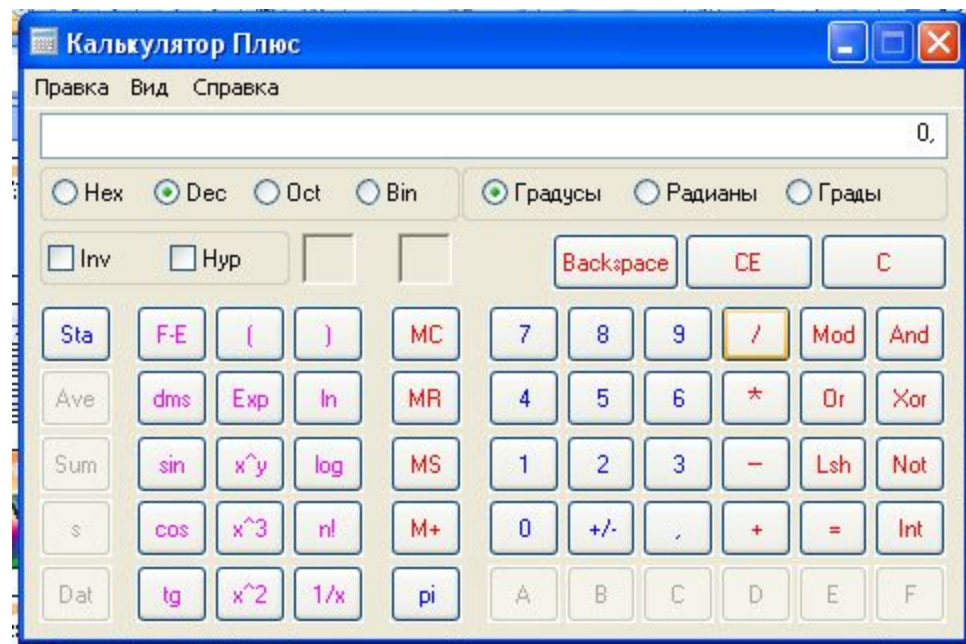 Калькулятор Плюс
Правка Вид Справка
0,
Hex Dec Oct Bin Градусы Радианы Грады
Inv Hyp Backspace CE C
Sta F-E ( ) MC 7 8 9 / Mod And
Ave dms Exp ln MR 4 5 6 * Or Xor
Sum sin x^y log MS 1 2 3 − Lsh Not
s cos x^3 n! M+ 0 +/- , + = Int
Dat tg x^2 1/x pi A B C D E F